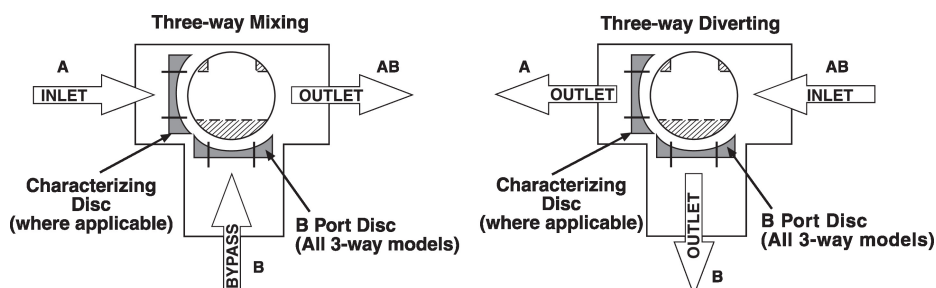 Three-way Mixing
A
INLET
AB
OUTLET
Characterizing
Disc
(where applicable)
BYPASS
B
B Port Disc
(All 3-way models)
Three-way Diverting
A
OUTLET
AB
INLET
Characterizing
Disc
(where applicable)
OUTLET
B
B Port Disc
(All 3-way models)